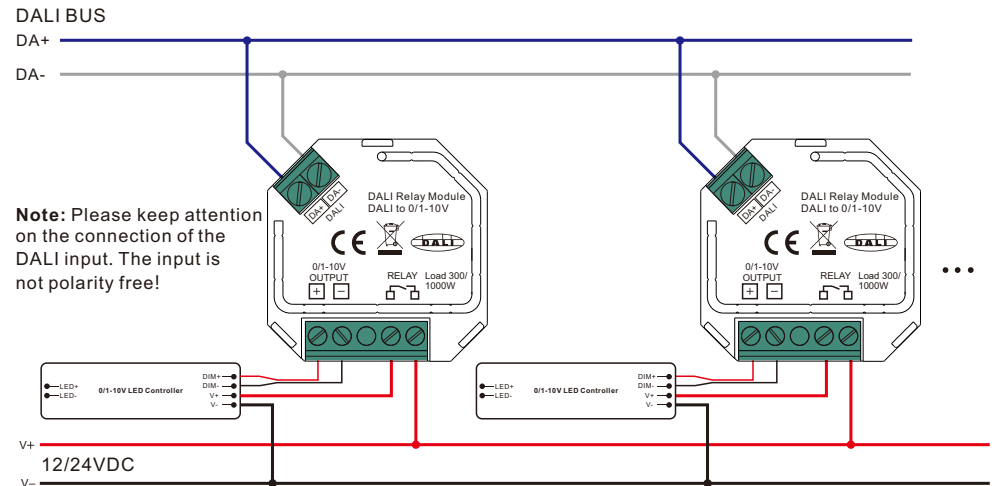 DALI BUS
DA+
DA-
Note: Please keep attention
on the connection of the
DALI input. The input is
not polarity free!
DA+
DA-
DALI
DALI Relay Module
DALI to 0/1-10V
CE
DALI
0/1-10V
OUTPUT
+ −
RELAY
Load 300/
1000W
DA+
DA-
DALI
DALI Relay Module
DALI to 0/1-10V
CE
DALI
0/1-10V
OUTPUT
+ −
RELAY
Load 300/
1000W
...
LED+
LED-
0/1-10V LED Controller
DIM+
DIM-
V+
V-
LED+
LED-
0/1-10V LED Controller
DIM+
DIM-
V+
V-
V+
12/24VDC
V−